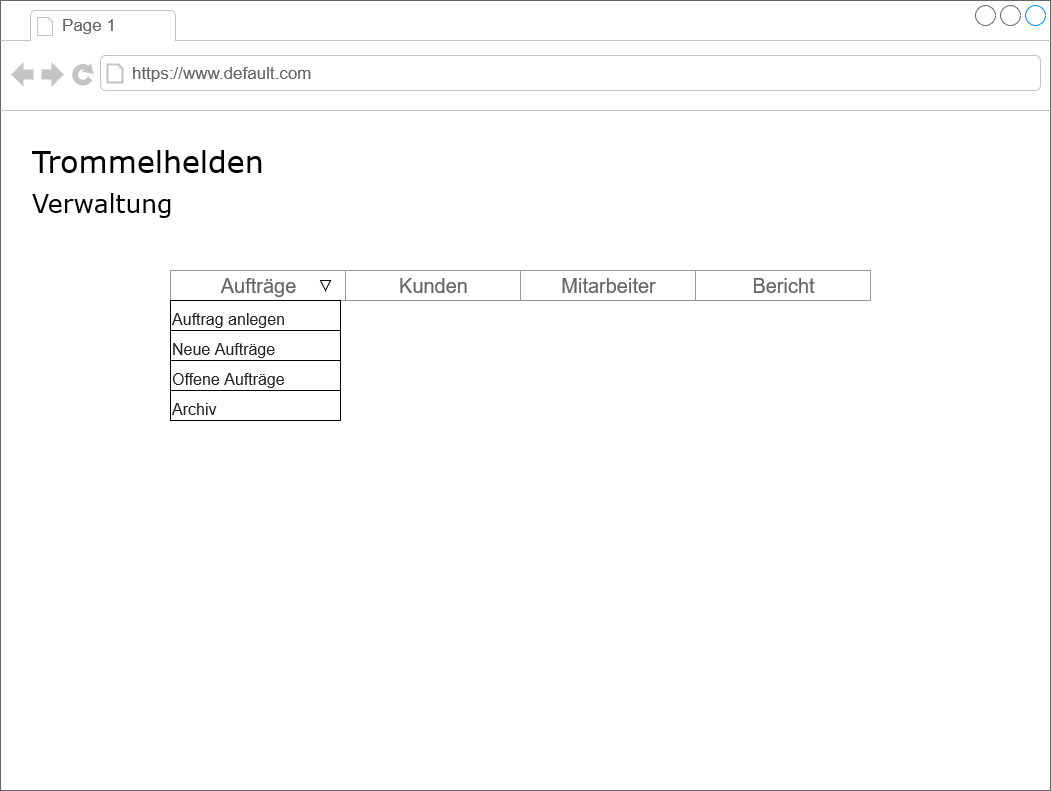 Page 1
https://www.default.com
Trommelhelden
Verwaltung
Aufträge ▽ Kunden Mitarbeiter Bericht
Auftrag anlegen
Neue Aufträge
Offene Aufträge
Archiv